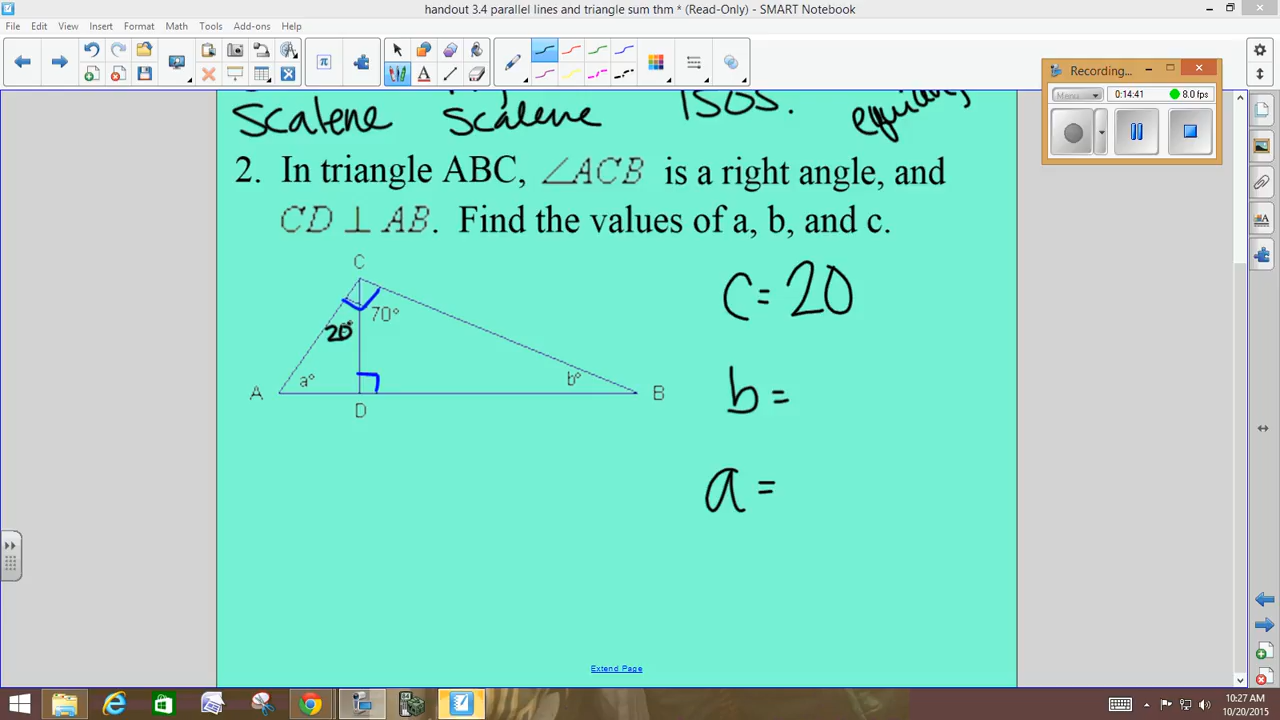 handout 3.4 parallel lines and triangle sum thm * (Read-Only) - SMART Notebook
File Edit View Insert Format Math Tools Add-ons Help
Recording...
Menu 0:14:41 8.0 fps
Scalene scalene ISOS.
2. In triangle ABC, ∠ACB is a right angle, and
CD ⊥ AB. Find the values of a, b, and c.
C
c = 20
70°
20°
a° b°
A B
b =
D
a =
Extend Page
10:27 AM
10/20/2015